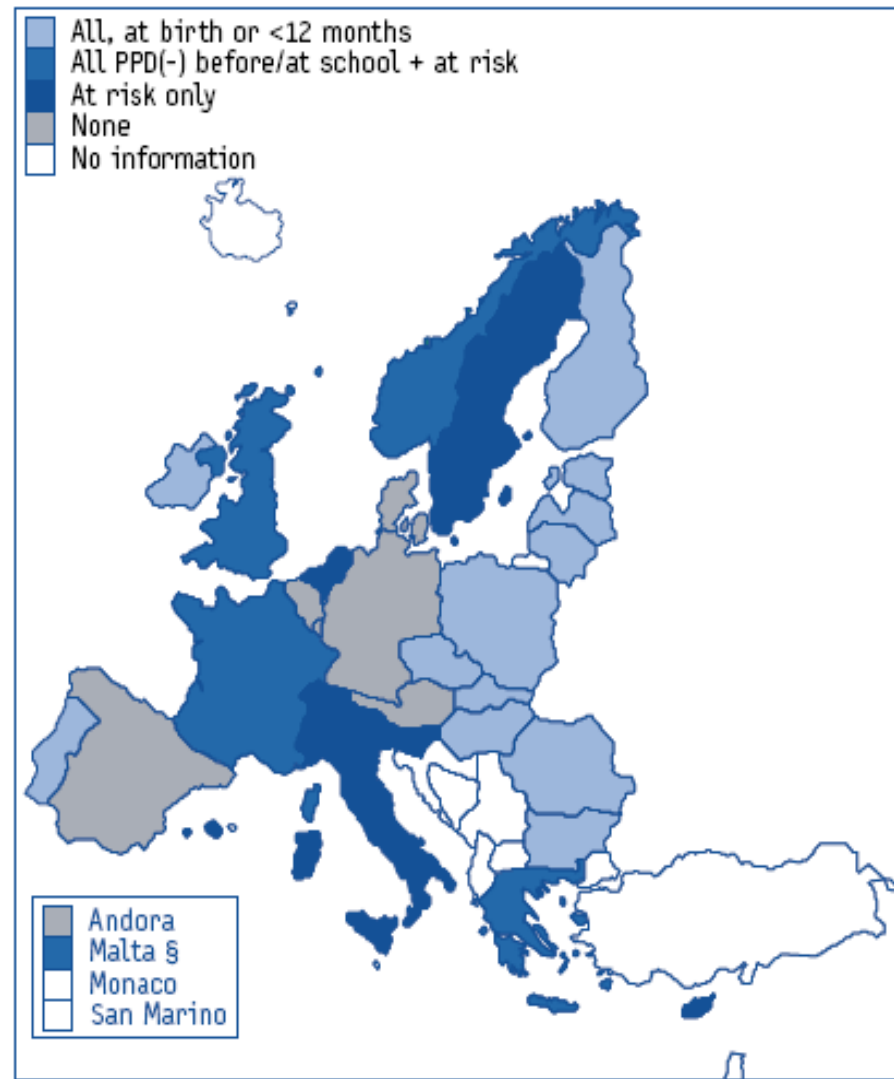 All, at birth or <12 months
All PPD(-) before/at school + at risk
At risk only
None
No information
Andora
Malta §
Monaco
San Marino